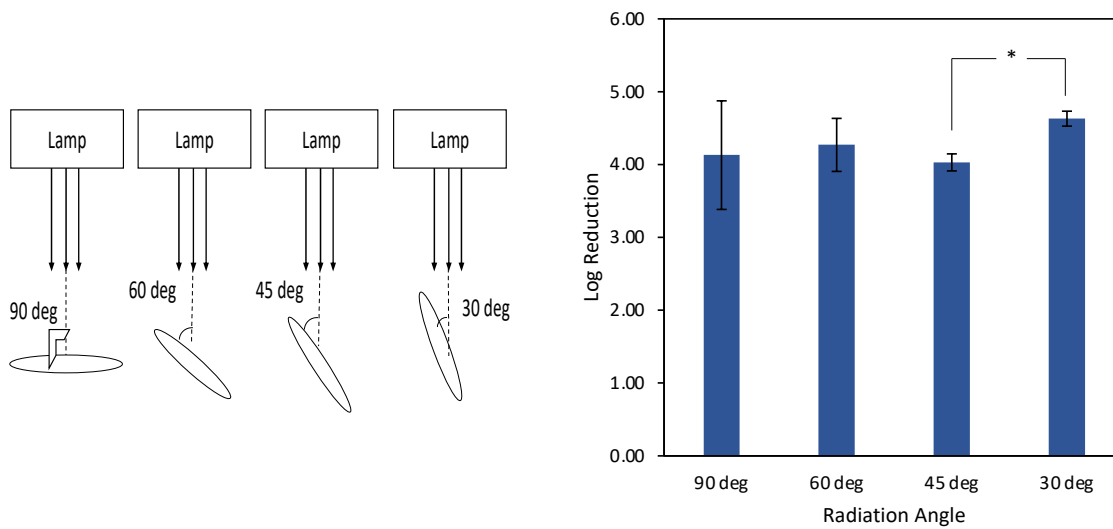 Lamp
Lamp
Lamp
Lamp
90 deg
60 deg
45 deg
30 deg
6.00
5.00
4.00
3.00
2.00
1.00
0.00
Log Reduction
*
90 deg
60 deg
45 deg
30 deg
Radiation Angle